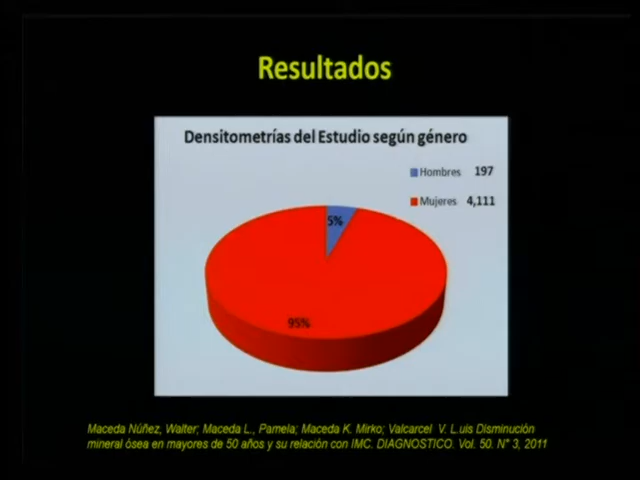 Resultados
Densitometrías del Estudio según género
Hombres 197
Mujeres 4,111
5%
95%
Maceda Núñez, Walter; Maceda L., Pamela; Maceda K. Mirko; Valcarcel V. L.uis Disminución
mineral ósea en mayores de 50 años y su relación con IMC. DIAGNOSTICO. Vol. 50. N° 3, 2011